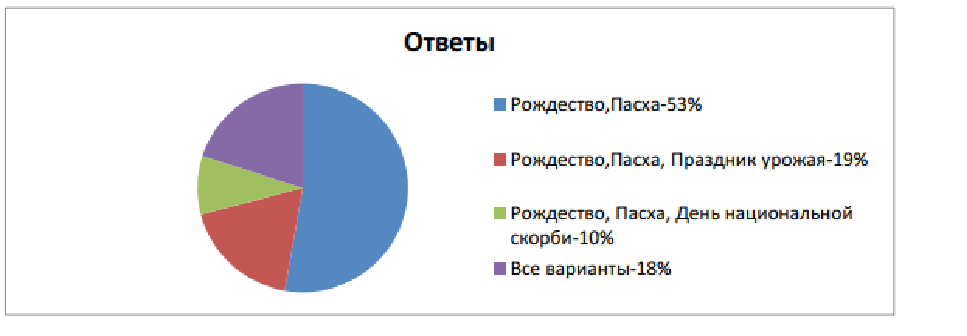 Ответы
Рождество,Пасха-53%
Рождество,Пасха, Праздник урожая-19%
Рождество, Пасха, День национальной
скорби-10%
Все варианты-18%